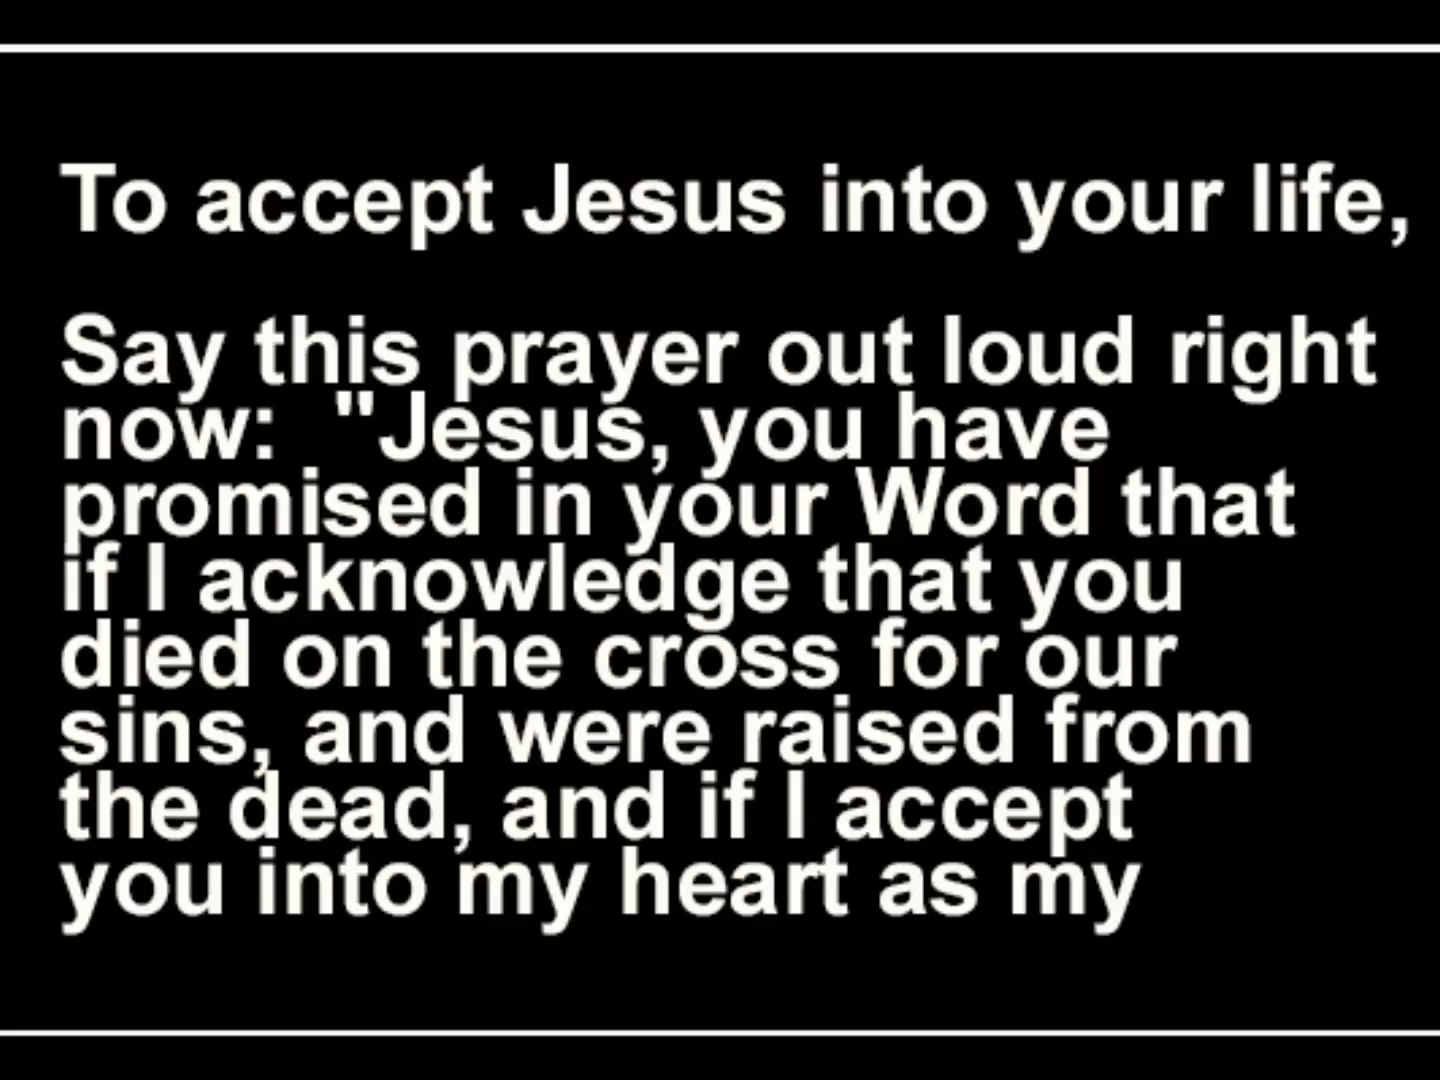 To accept Jesus into your life,
Say this prayer out loud right
now:  "Jesus, you have
promised in your Word that
if I acknowledge that you
died on the cross for our
sins, and were raised from
the dead, and if I accept
you into my heart as my